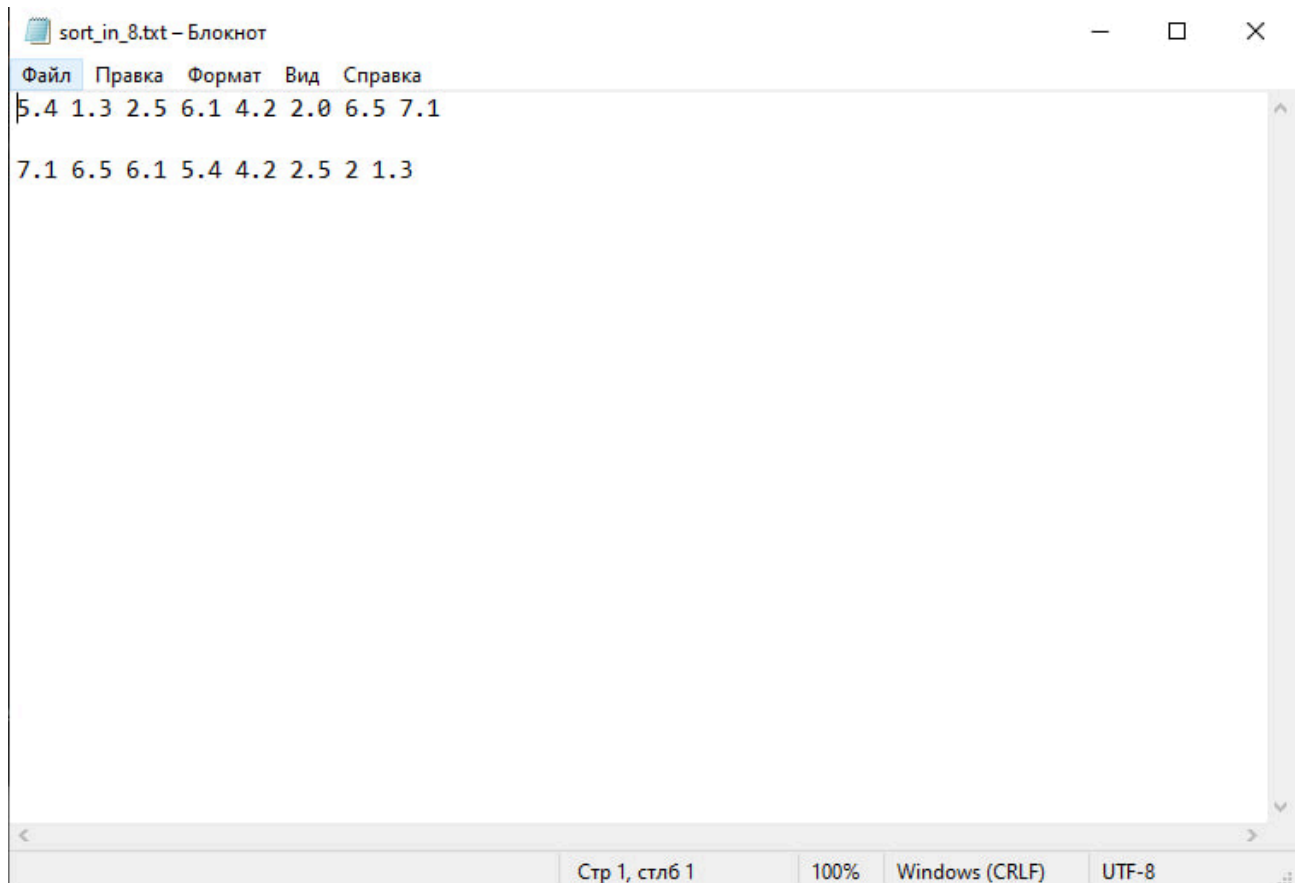 sort_in_8.txt – Блокнот
Файл Правка Формат Вид Справка
5.4 1.3 2.5 6.1 4.2 2.0 6.5 7.1
7.1 6.5 6.1 5.4 4.2 2.5 2 1.3
Стр 1, стлб 1 100% Windows (CRLF) UTF-8